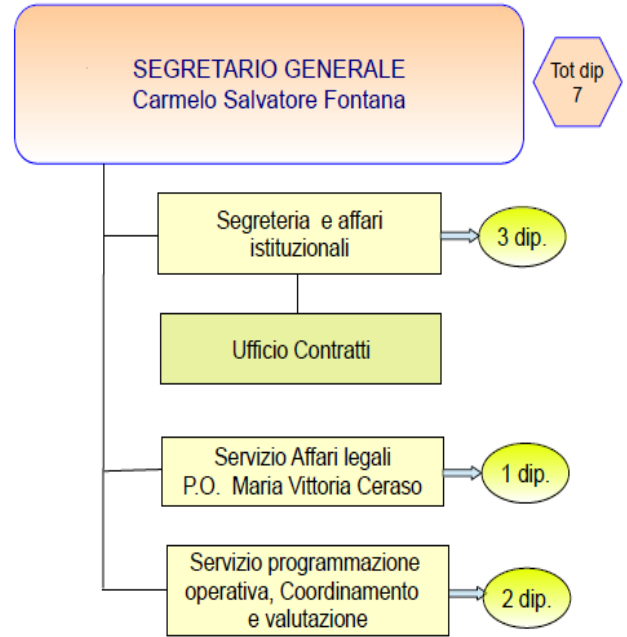 SEGRETARIO GENERALE
Carmelo Salvatore Fontana
Tot dip
7
Segreteria e affari
istituzionali
3 dip.
Ufficio Contratti
Servizio Affari legali
P.O. Maria Vittoria Ceraso
1 dip.
Servizio programmazione
operativa, Coordinamento
e valutazione
2 dip.